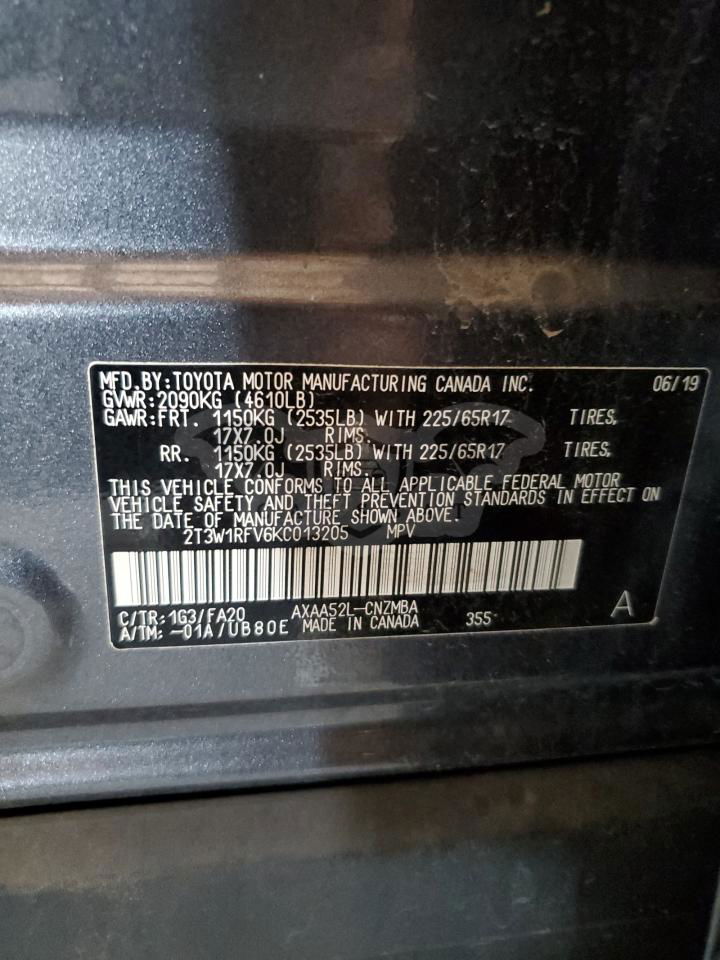 MFD.BY:TOYOTA MOTOR MANUFACTURING CANADA INC. 06/19
GVWR:2090KG (4610LB)
GAWR:FRT. 1150KG (2535LB) WITH 225/65R17 TIRES,
17X7.0J RIMS.
RR. 1150KG (2535LB) WITH 225/65R17 TIRES,
17X7.0J RIMS.
THIS VEHICLE CONFORMS TO ALL APPLICABLE FEDERAL MOTOR
VEHICLE SAFETY AND THEFT PREVENTION STANDARDS IN EFFECT ON
THE DATE OF MANUFACTURE SHOWN ABOVE.
2T3W1RFV6KC013205 MPV
C/TR:1G3/FA20 AXAA52L-CNZMBA 355 A
A/TM:-01A/UB80E MADE IN CANADA